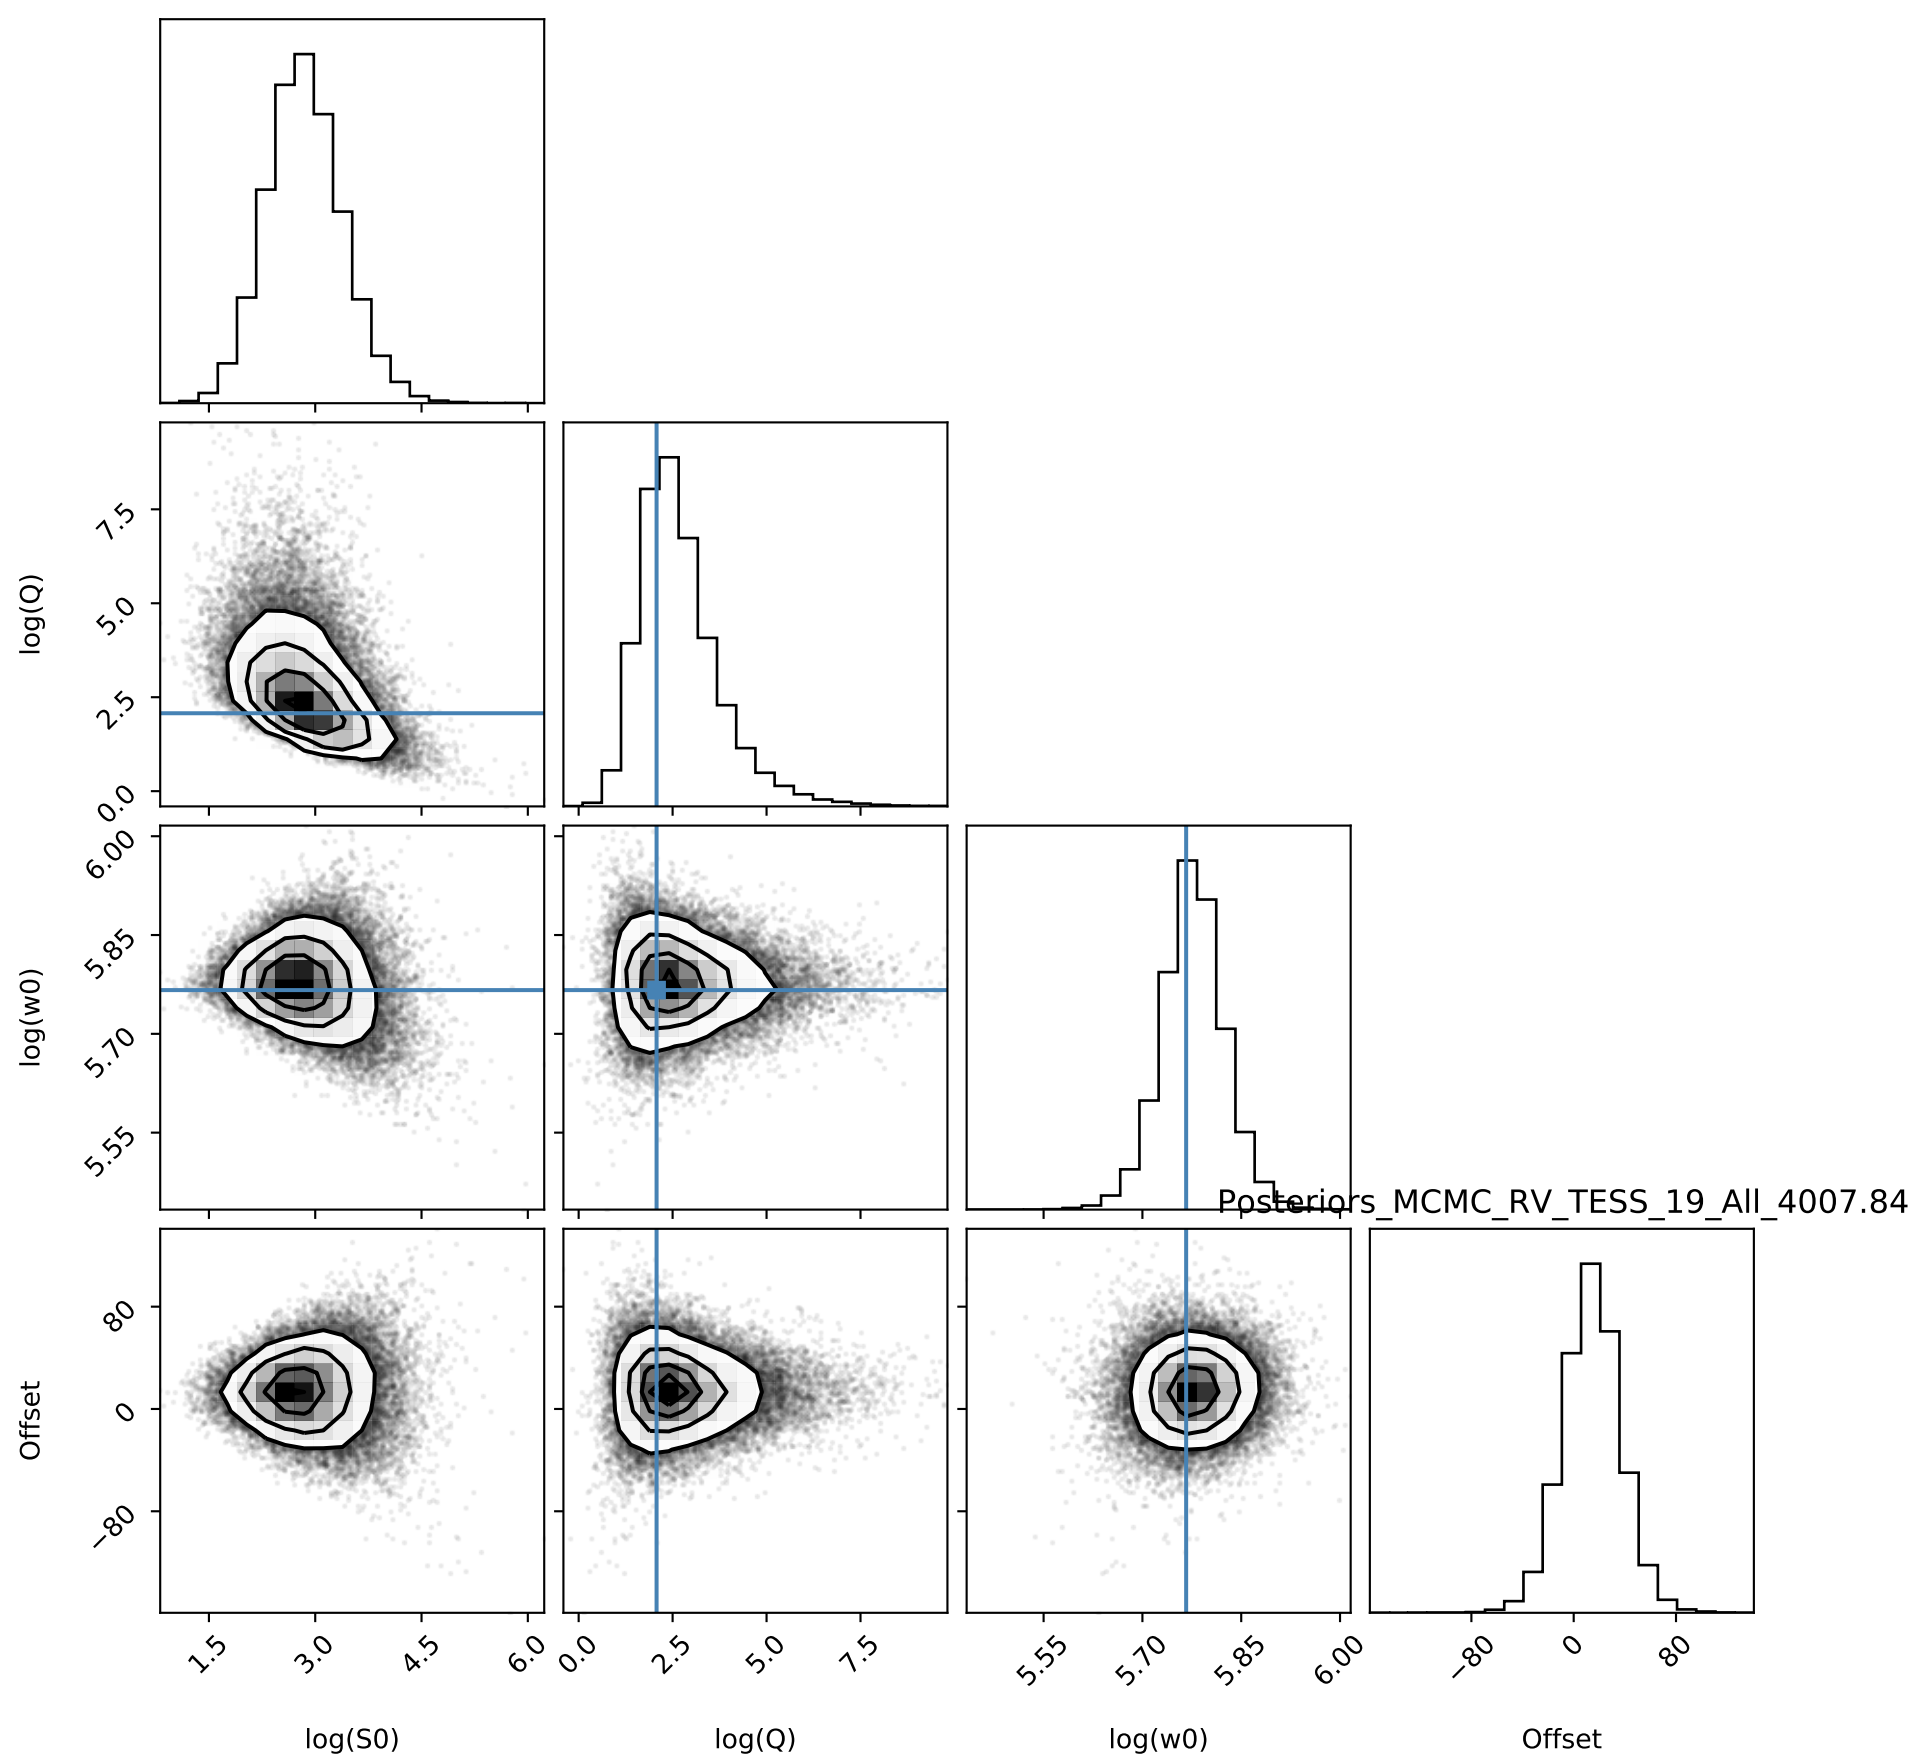 log(Q)
7.5
5.0
2.5
0.0
log(w0)
6.00
5.85
5.70
5.55
Posteriors_MCMC_RV_TESS_19_All_4007.84
Offset
80
0
−80
1.5 3.0 4.5 6.0 0.0 2.5 5.0 7.5 5.55 5.70 5.85 6.00 −80 0 80
log(S0) log(Q) log(w0) Offset